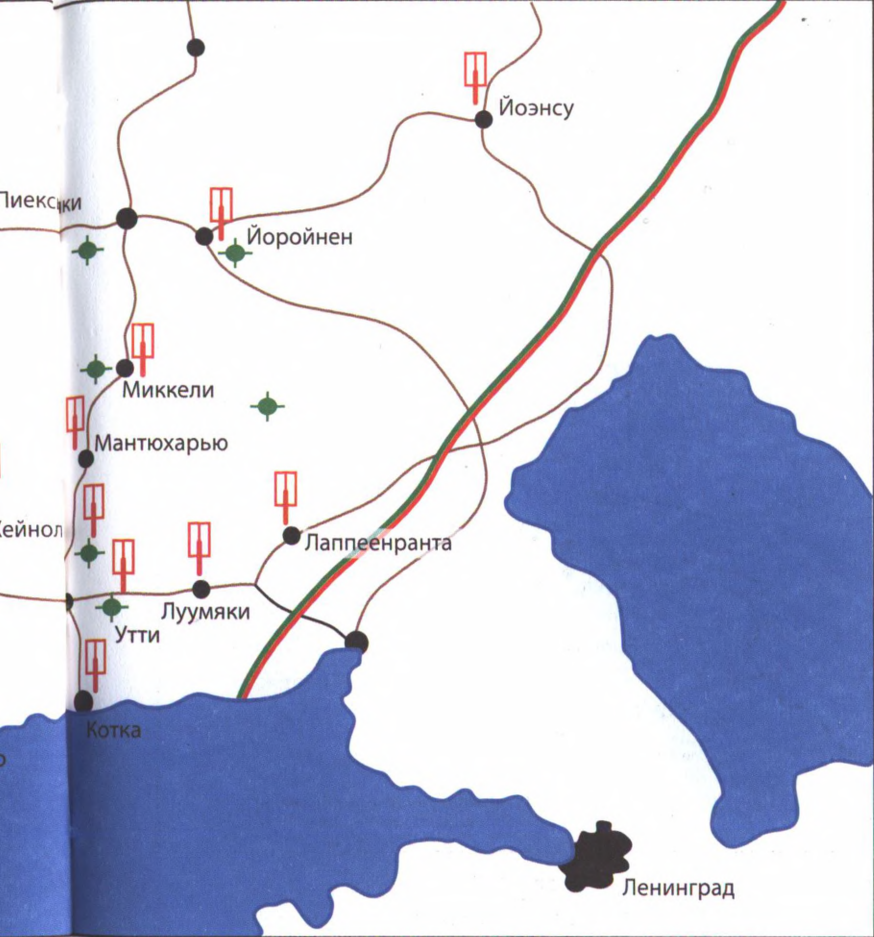 Йоэнсу
Йоройнен
Миккели
Мантюхарью
Лаппеенранта
Луумяки
Утти
Котка
Ленинград